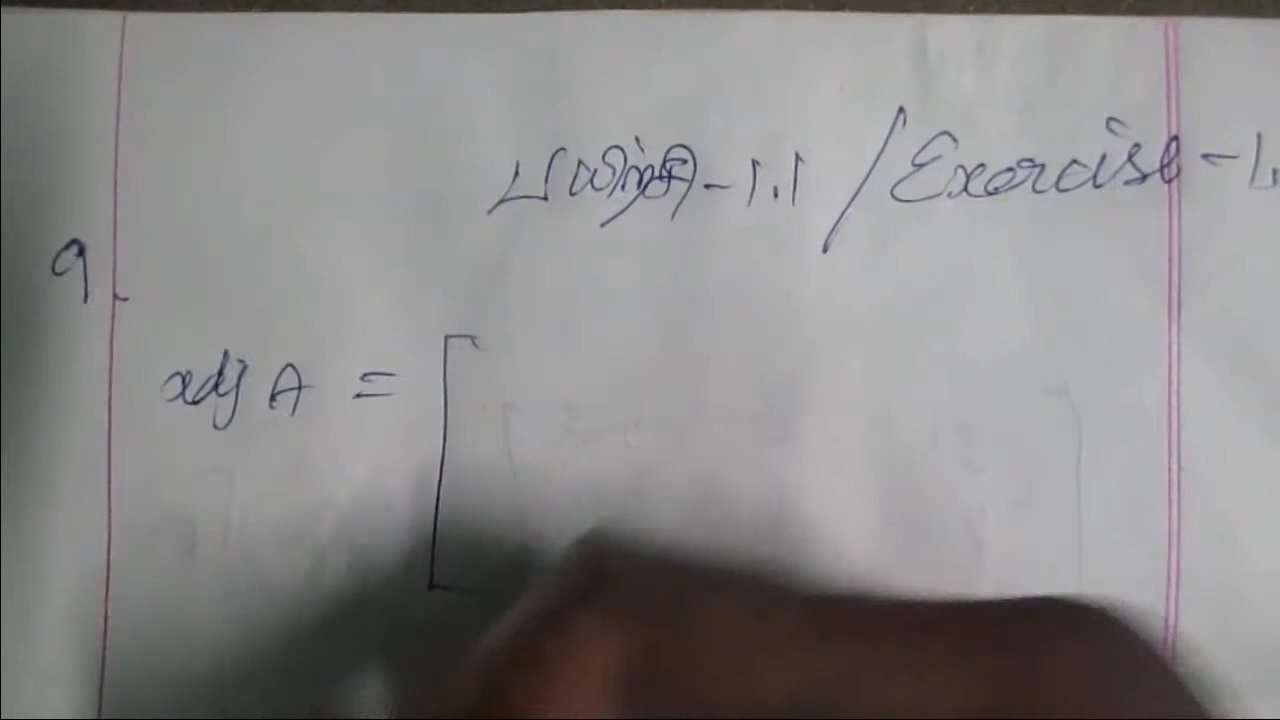 பயிற்சி - 1.1 / Exercise - 1.
9.
adj A = [